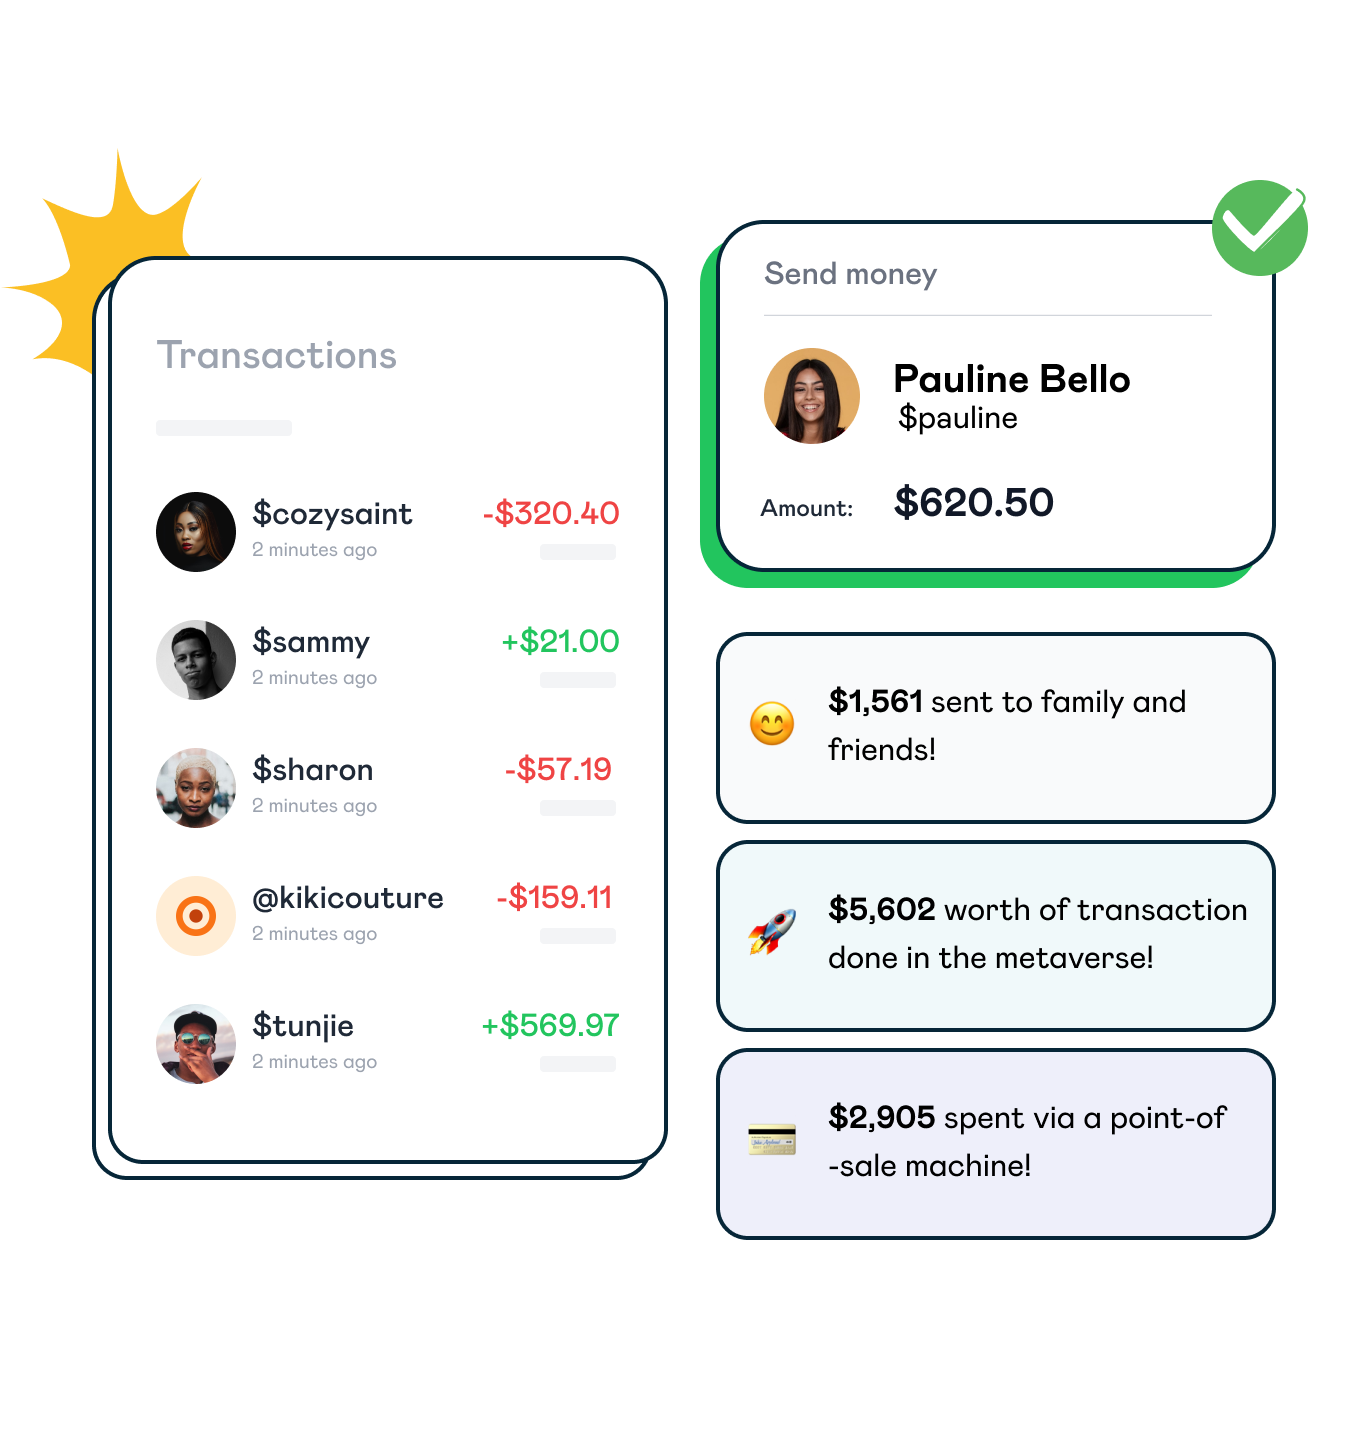 Transactions
$cozysaint
-$320.40
2 minutes ago
$sammy
+$21.00
2 minutes ago
$sharon
-$57.19
2 minutes ago
@kikicouture
-$159.11
2 minutes ago
$tunjie
+$569.97
2 minutes ago
Send money
Pauline Bello
$pauline
Amount:
$620.50
$1,561 sent to family and
friends!
$5,602 worth of transaction
done in the metaverse!
$2,905 spent via a point-of
-sale machine!